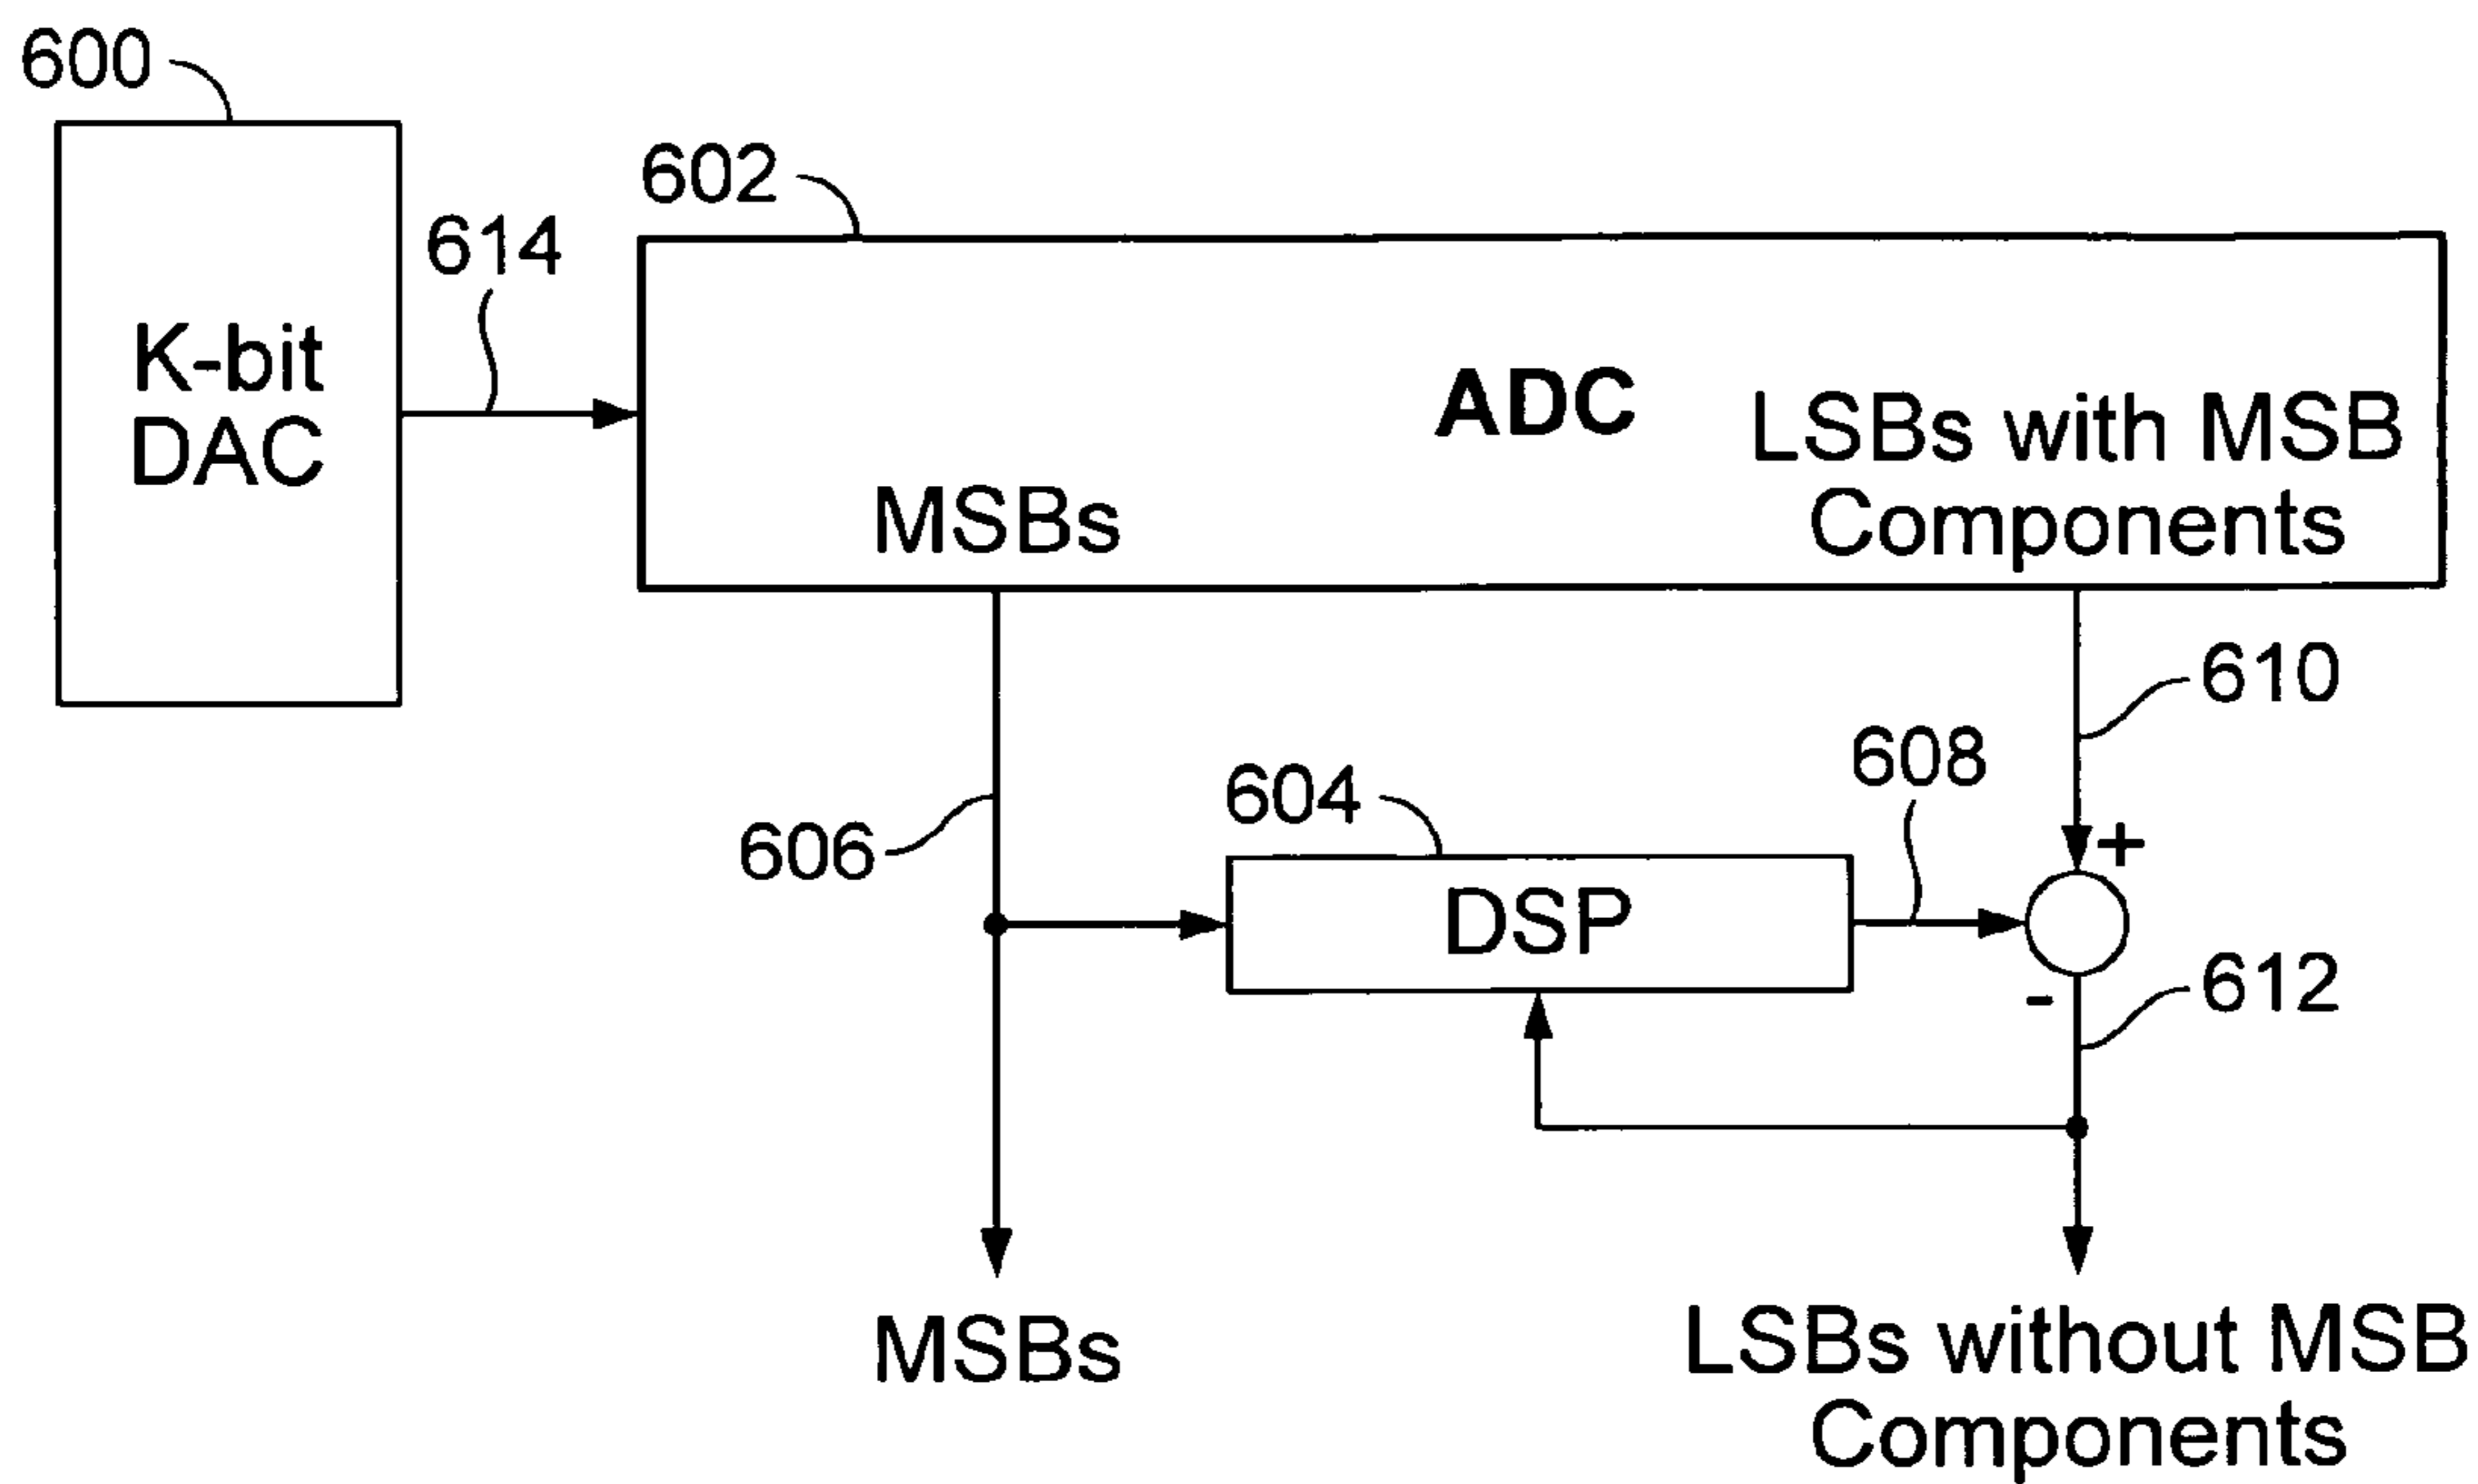 600
602
614
K-bit
DAC
ADC
LSBs with MSB
Components
MSBs
610
608
604
606
+
DSP
-
612
MSBs
LSBs without MSB
Components